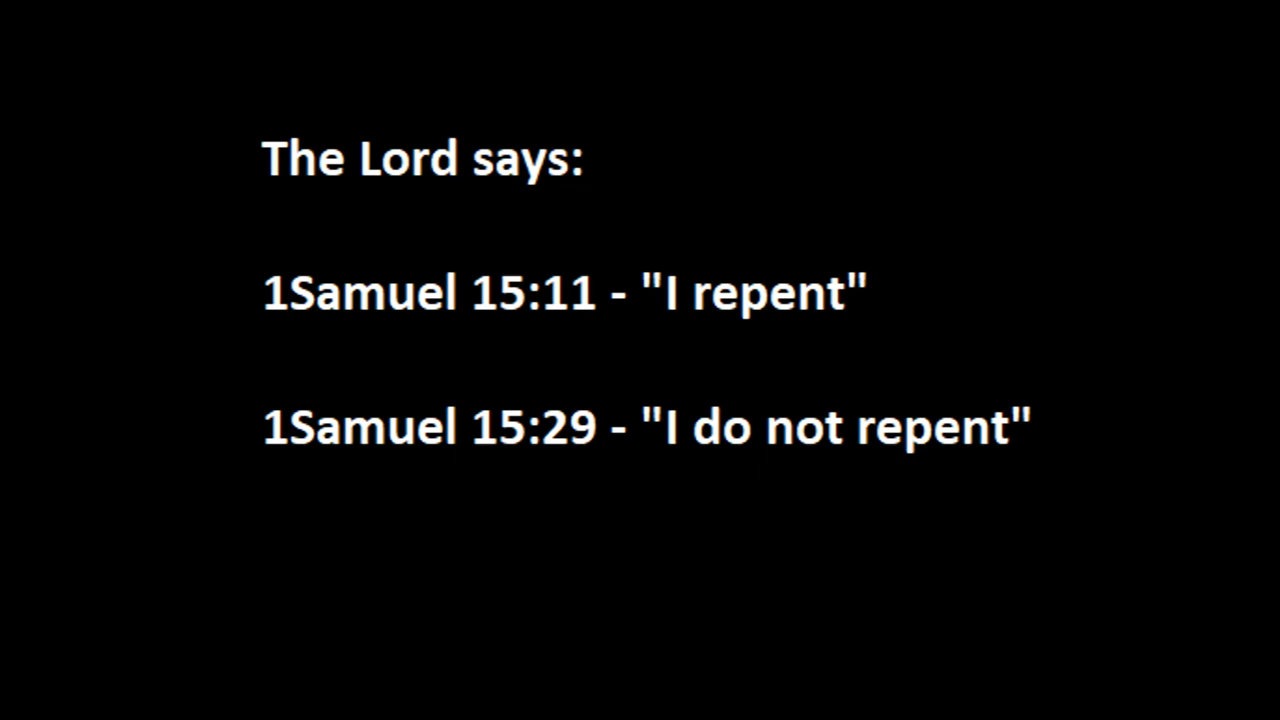 The Lord says:
1Samuel 15:11 - "I repent"
1Samuel 15:29 - "I do not repent"